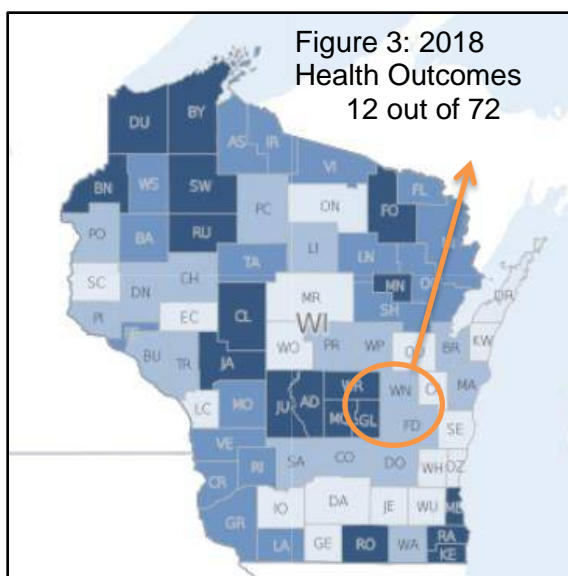 Figure 3: 2018
Health Outcomes
12 out of 72
DU
BY
AS
IR
VI
BN
WS
SW
PC
ON
FO
FL
PO
BA
RU
LI
LN
TA
MN
SC
DN
CH
MR
SH
DR
PI
EC
CL
WI
BU
TR
JA
WO
PR
WP
BR
KW
LC
MO
JU
AD
WR
WN
MA
GL
FD
SE
VE
CR
RI
SA
CO
DO
WH
OZ
GR
IO
DA
JE
WU
LA
GE
RO
WA
RA
KE